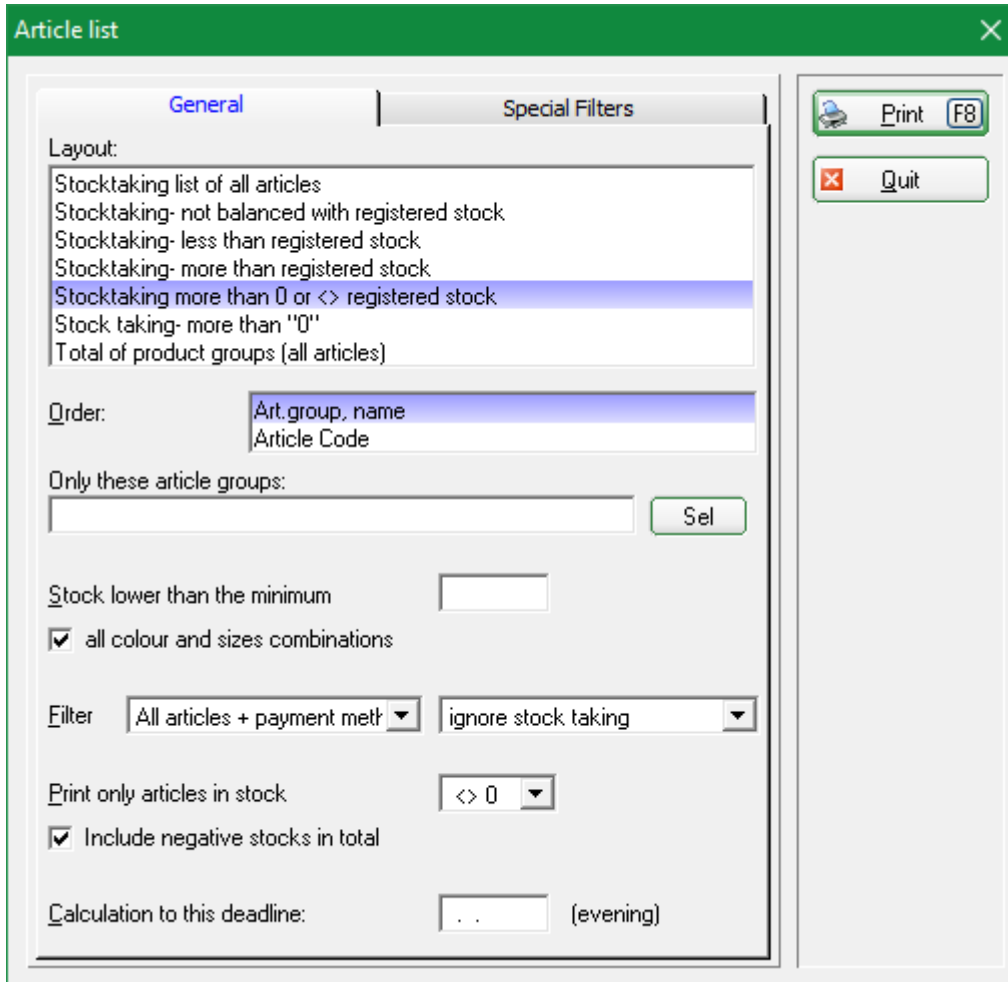 Article list
General
Special Filters
Print F8
Quit
Layout:
Stocktaking list of all articles
Stocktaking- not balanced with registered stock
Stocktaking- less than registered stock
Stocktaking- more than registered stock
Stocktaking more than 0 or <> registered stock
Stock taking- more than "0"
Total of product groups (all articles)
Order:
Art.group, name
Article Code
Only these article groups:
Sel
Stock lower than the minimum
all colour and sizes combinations
Filter All articles + payment meth ignore stock taking
Print only articles in stock <> 0
Include negative stocks in total
Calculation to this deadline: . . (evening)